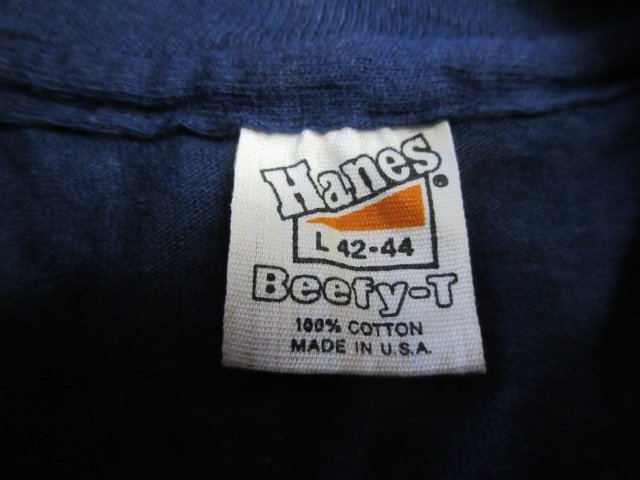 Hanes®
L 42-44
Beefy-T
100% COTTON
MADE IN U.S.A.